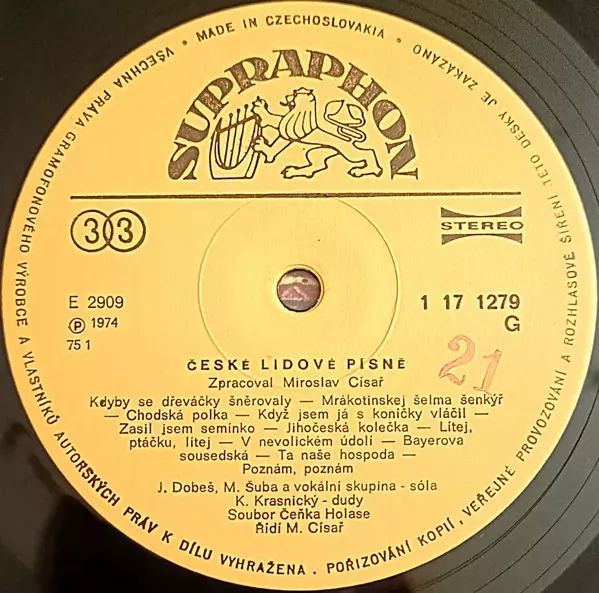 VŠECHNA PRÁVA GRAMOFONOVÉHO VÝROBCE A VLASTNÍKŮ AUTORSKÝCH PRÁV K DÍLU VYHRAŽENA . POŘIZOVÁNÍ KOPIÍ, VEŘEJNÉ PROVOZOVÁNÍ A ROZHLASOVÉ ŠÍŘENÍ TÉTO DESKY JE ZAKÁZÁNO
• MADE IN CZECHOSLOVAKIA •
SUPRAPHON
33
STEREO
E 2909
1 17 1279
Ⓟ 1974
G
75 1
21
ČESKÉ LIDOVÉ PÍSNĚ
Zpracoval Miroslav Císař
Kdyby se dřeváčky šněrovaly — Mrákotínskej šelma šenkýř
— Chodská polka — Když jsem já s koníčky vláčil —
Zasil jsem semínko — Jihočeská kolečka — Lítej,
ptáčku, lítej — V nevolickém údolí — Bayerova
sousedská — Ta naše hospoda —
Poznám, poznám
J. Dobeš, M. Šuba a vokální skupina - sóla
K. Krasnický - dudy
Soubor Čeňka Holase
Řídí M. Císař